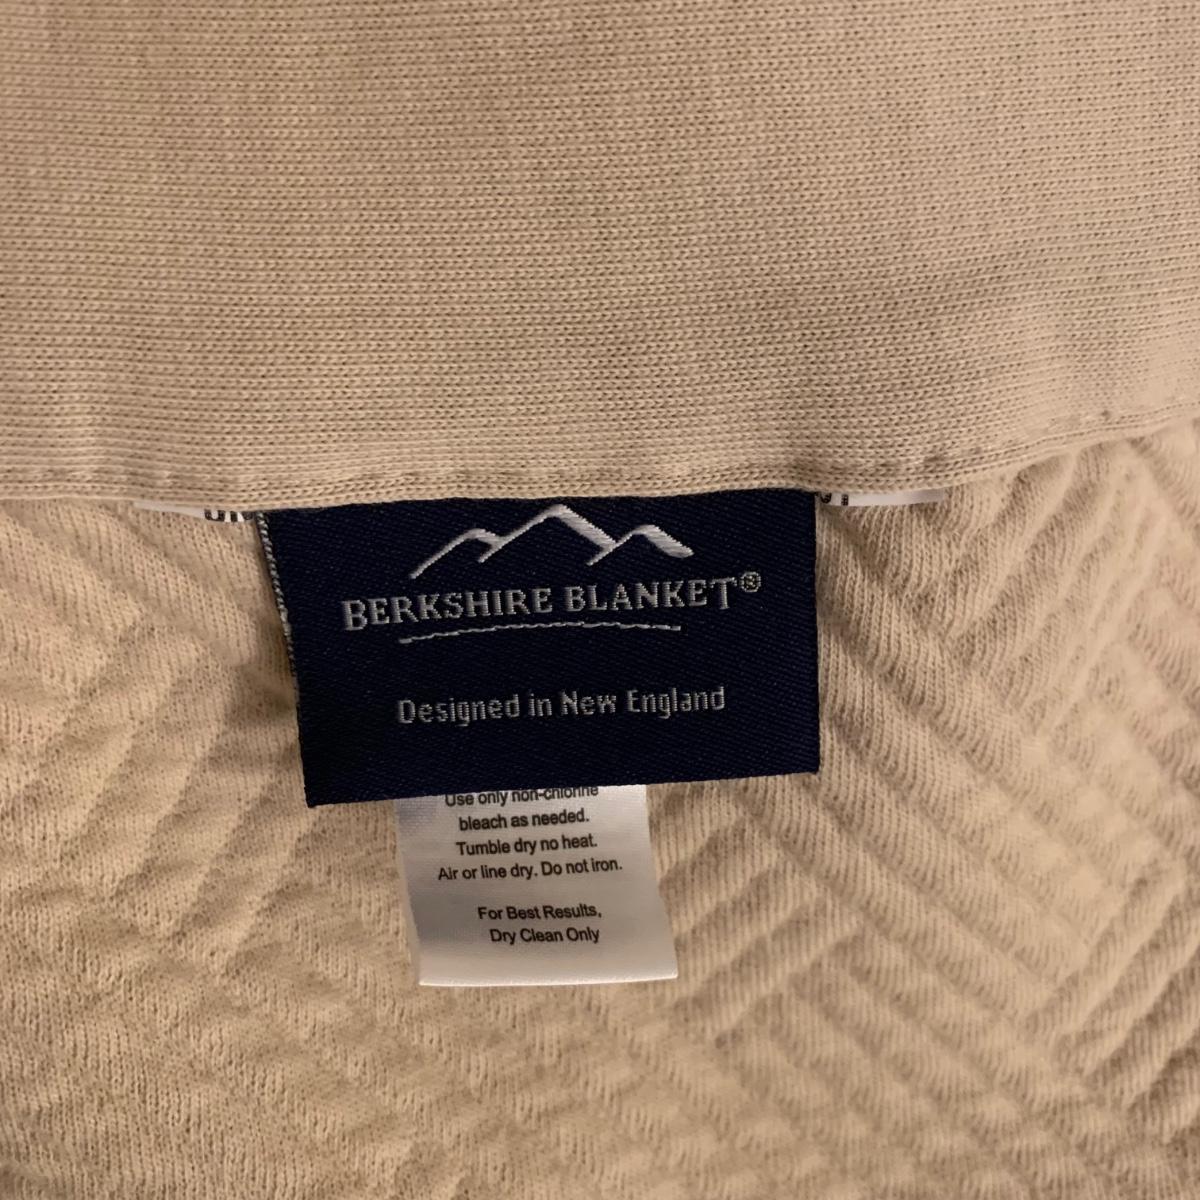 BERKSHIRE BLANKET®
Designed in New England
Use only non-chlorine
bleach as needed.
Tumble dry no heat.
Air or line dry. Do not iron.
For Best Results,
Dry Clean Only